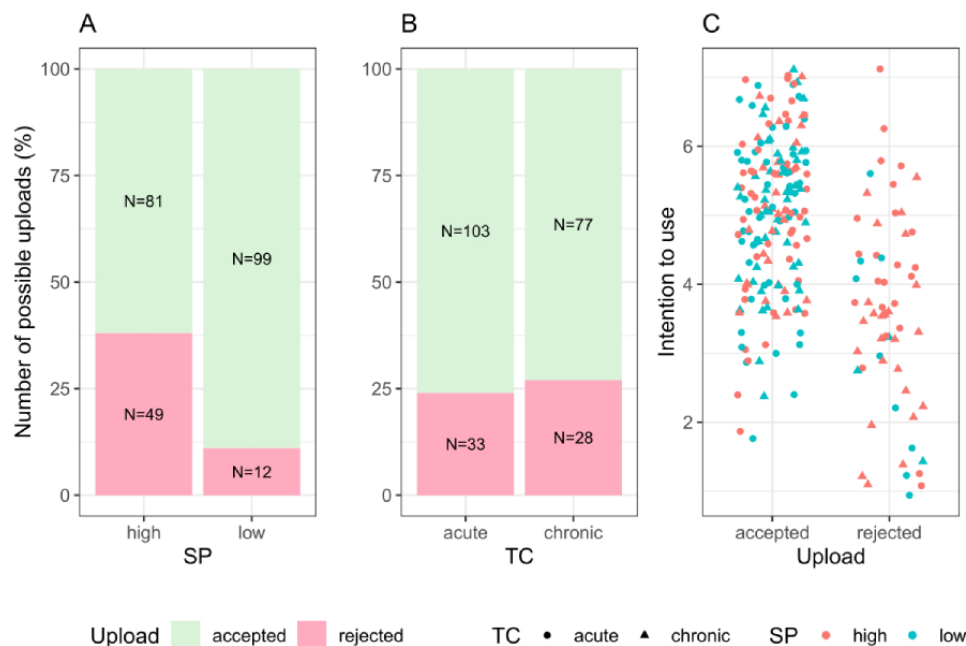 A
B
C
Number of possible uploads (%)
100
75
50
25
0
N=81
N=99
N=49
N=12
high
low
SP
100
75
50
25
0
N=103
N=77
N=33
N=28
acute
chronic
TC
Intention to use
6
4
2
accepted
rejected
Upload
Upload accepted rejected TC acute chronic SP high low